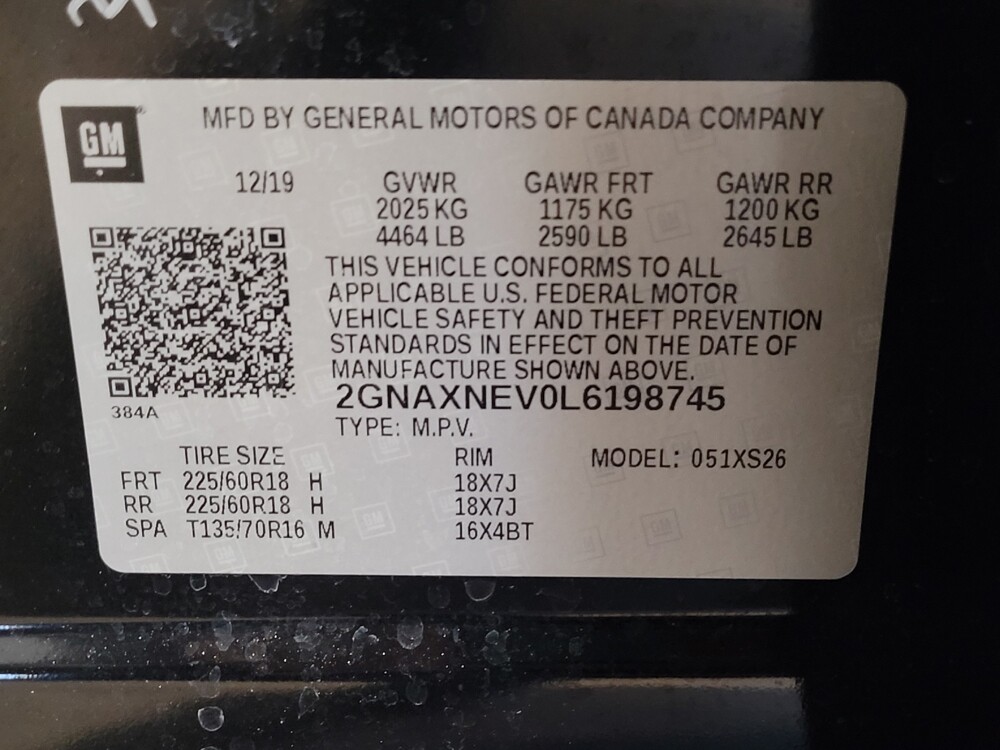 GM
MFD BY GENERAL MOTORS OF CANADA COMPANY
12/19 GVWR GAWR FRT GAWR RR
2025 KG 1175 KG 1200 KG
4464 LB 2590 LB 2645 LB
THIS VEHICLE CONFORMS TO ALL
APPLICABLE U.S. FEDERAL MOTOR
VEHICLE SAFETY AND THEFT PREVENTION
STANDARDS IN EFFECT ON THE DATE OF
MANUFACTURE SHOWN ABOVE.
2GNAXNEV0L6198745
384A
TYPE: M.P.V.
TIRE SIZE RIM MODEL: 051XS26
FRT 225/60R18 H 18X7J
RR 225/60R18 H 18X7J
SPA T135/70R16 M 16X4BT